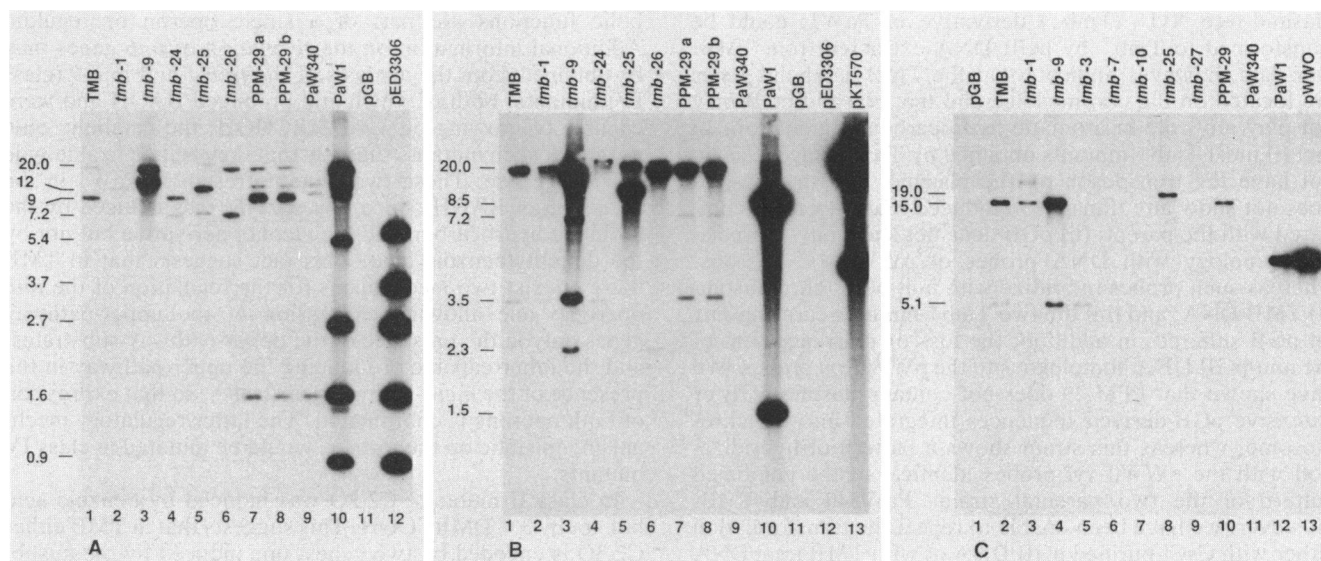 TMB
tmb-1
tmb-9
tmb-24
tmb-25
tmb-26
PPM-29 a
PPM-29 b
PaW340
PaW1
pGB
pED3306
20.0
12
9
7.2
5.4
3.7
2.7
1.6
0.9
1 2 3 4 5 6 7 8 9 10 11 12
A
TMB
tmb-1
tmb-9
tmb-24
tmb-25
tmb-26
PPM-29 a
PPM-29 b
PaW340
PaW1
pGB
pED3306
pKT570
20.0
8.5
7.2
3.5
2.3
1.5
1 2 3 4 5 6 7 8 9 10 11 12 13
B
pGB
TMB
tmb-1
tmb-9
tmb-3
tmb-7
tmb-10
tmb-25
tmb-27
PPM-29
PaW340
PaW1
pWWO
19.0
15.0
5.1
1 2 3 4 5 6 7 8 9 10 11 12 13
C